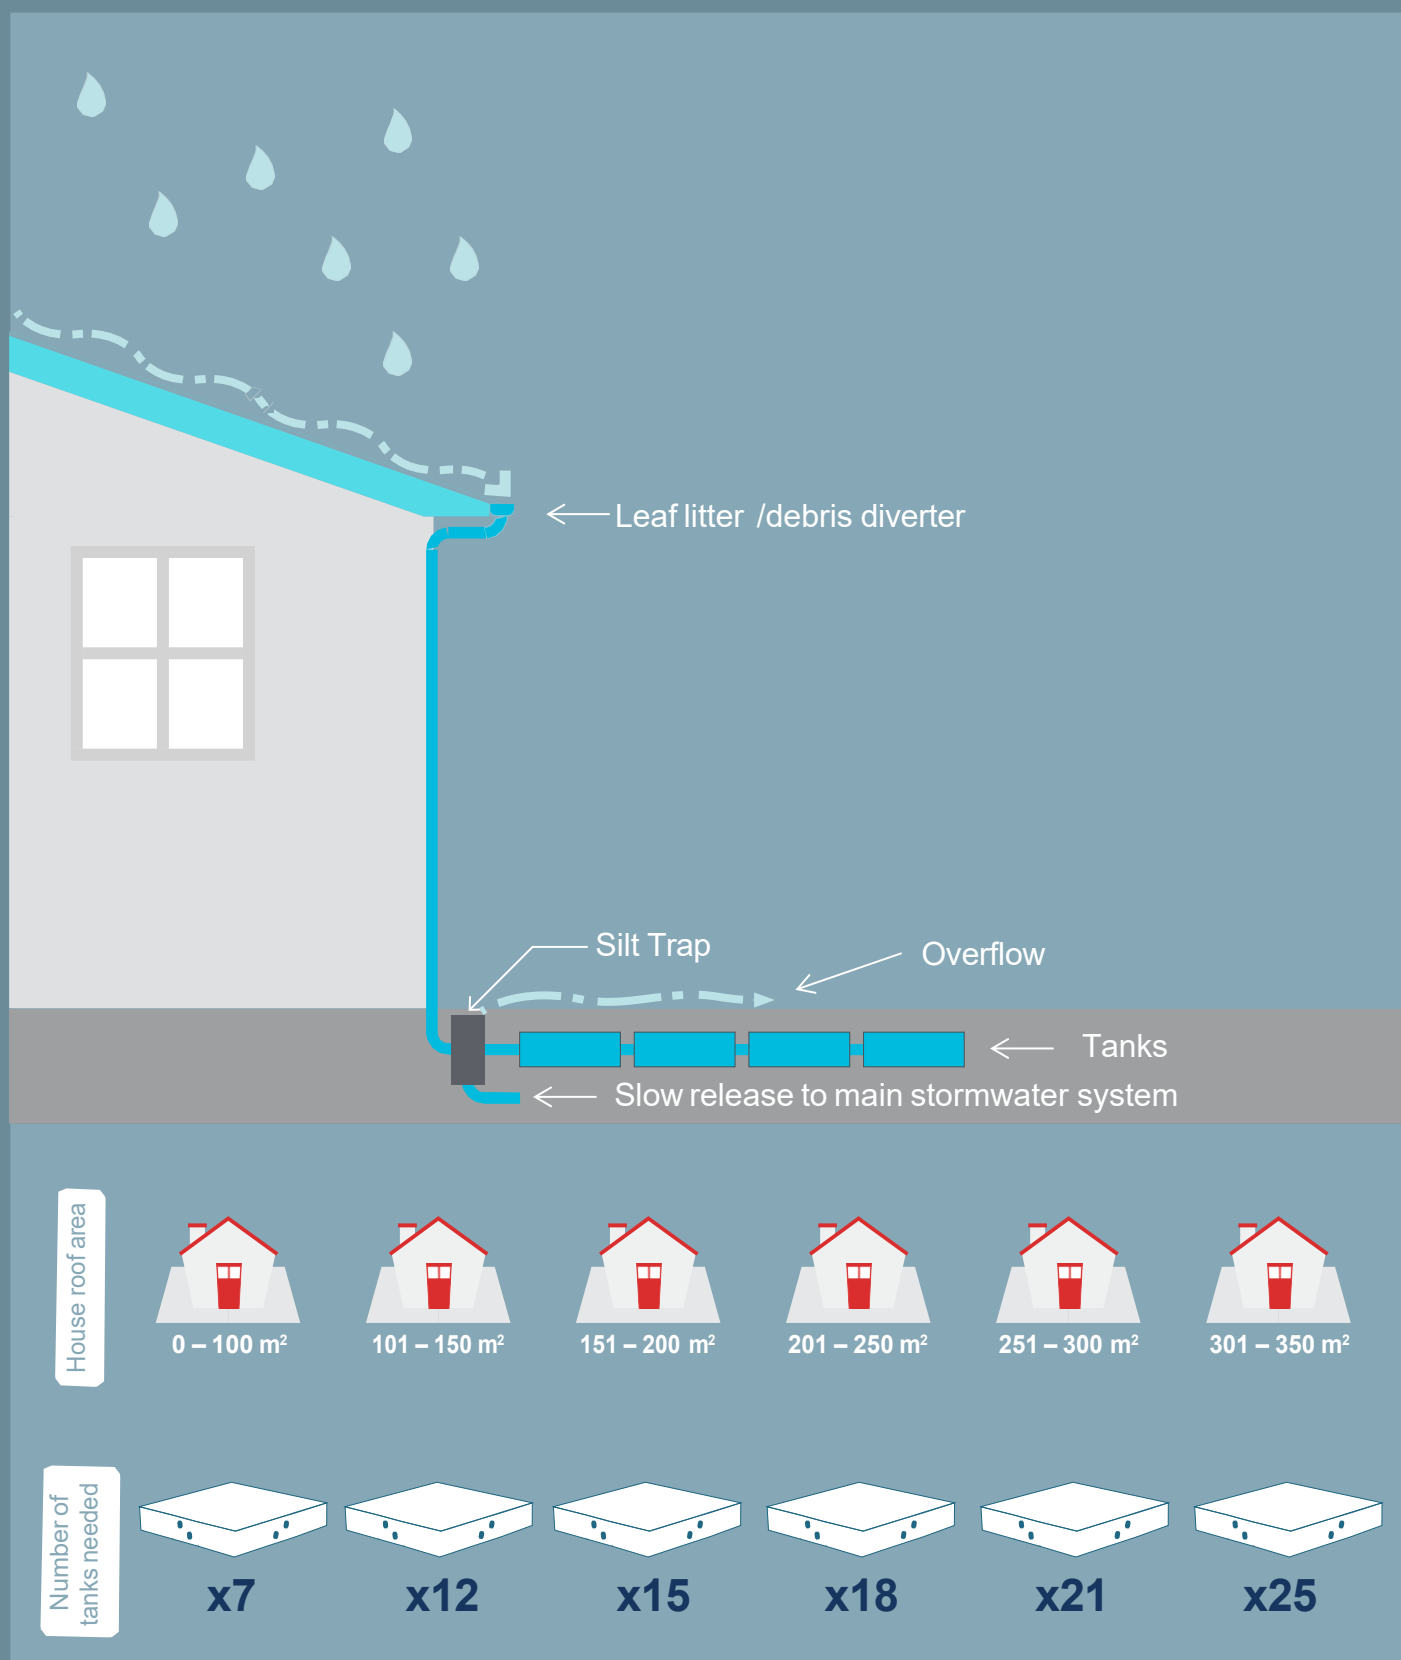 Leaf litter /debris diverter
Silt Trap
Overflow
Tanks
Slow release to main stormwater system
House roof area
0 – 100 m²
101 – 150 m²
151 – 200 m²
201 – 250 m²
251 – 300 m²
301 – 350 m²
Number of
tanks needed
x7
x12
x15
x18
x21
x25